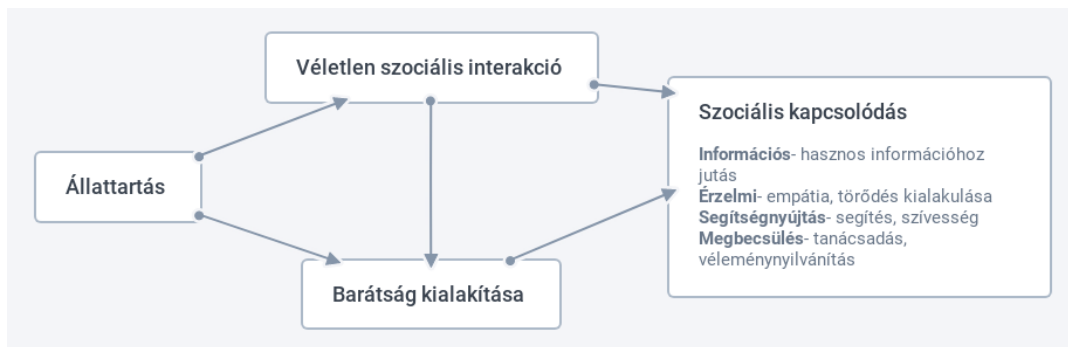 Véletlen szociális interakció
Szociális kapcsolódás
Információs- hasznos információhoz
jutás
Érzelmi- empátia, törődés kialakulása
Segítségnyújtás- segítés, szívesség
Megbecsülés- tanácsadás,
véleménynyilvánítás
Állattartás
Barátság kialakítása